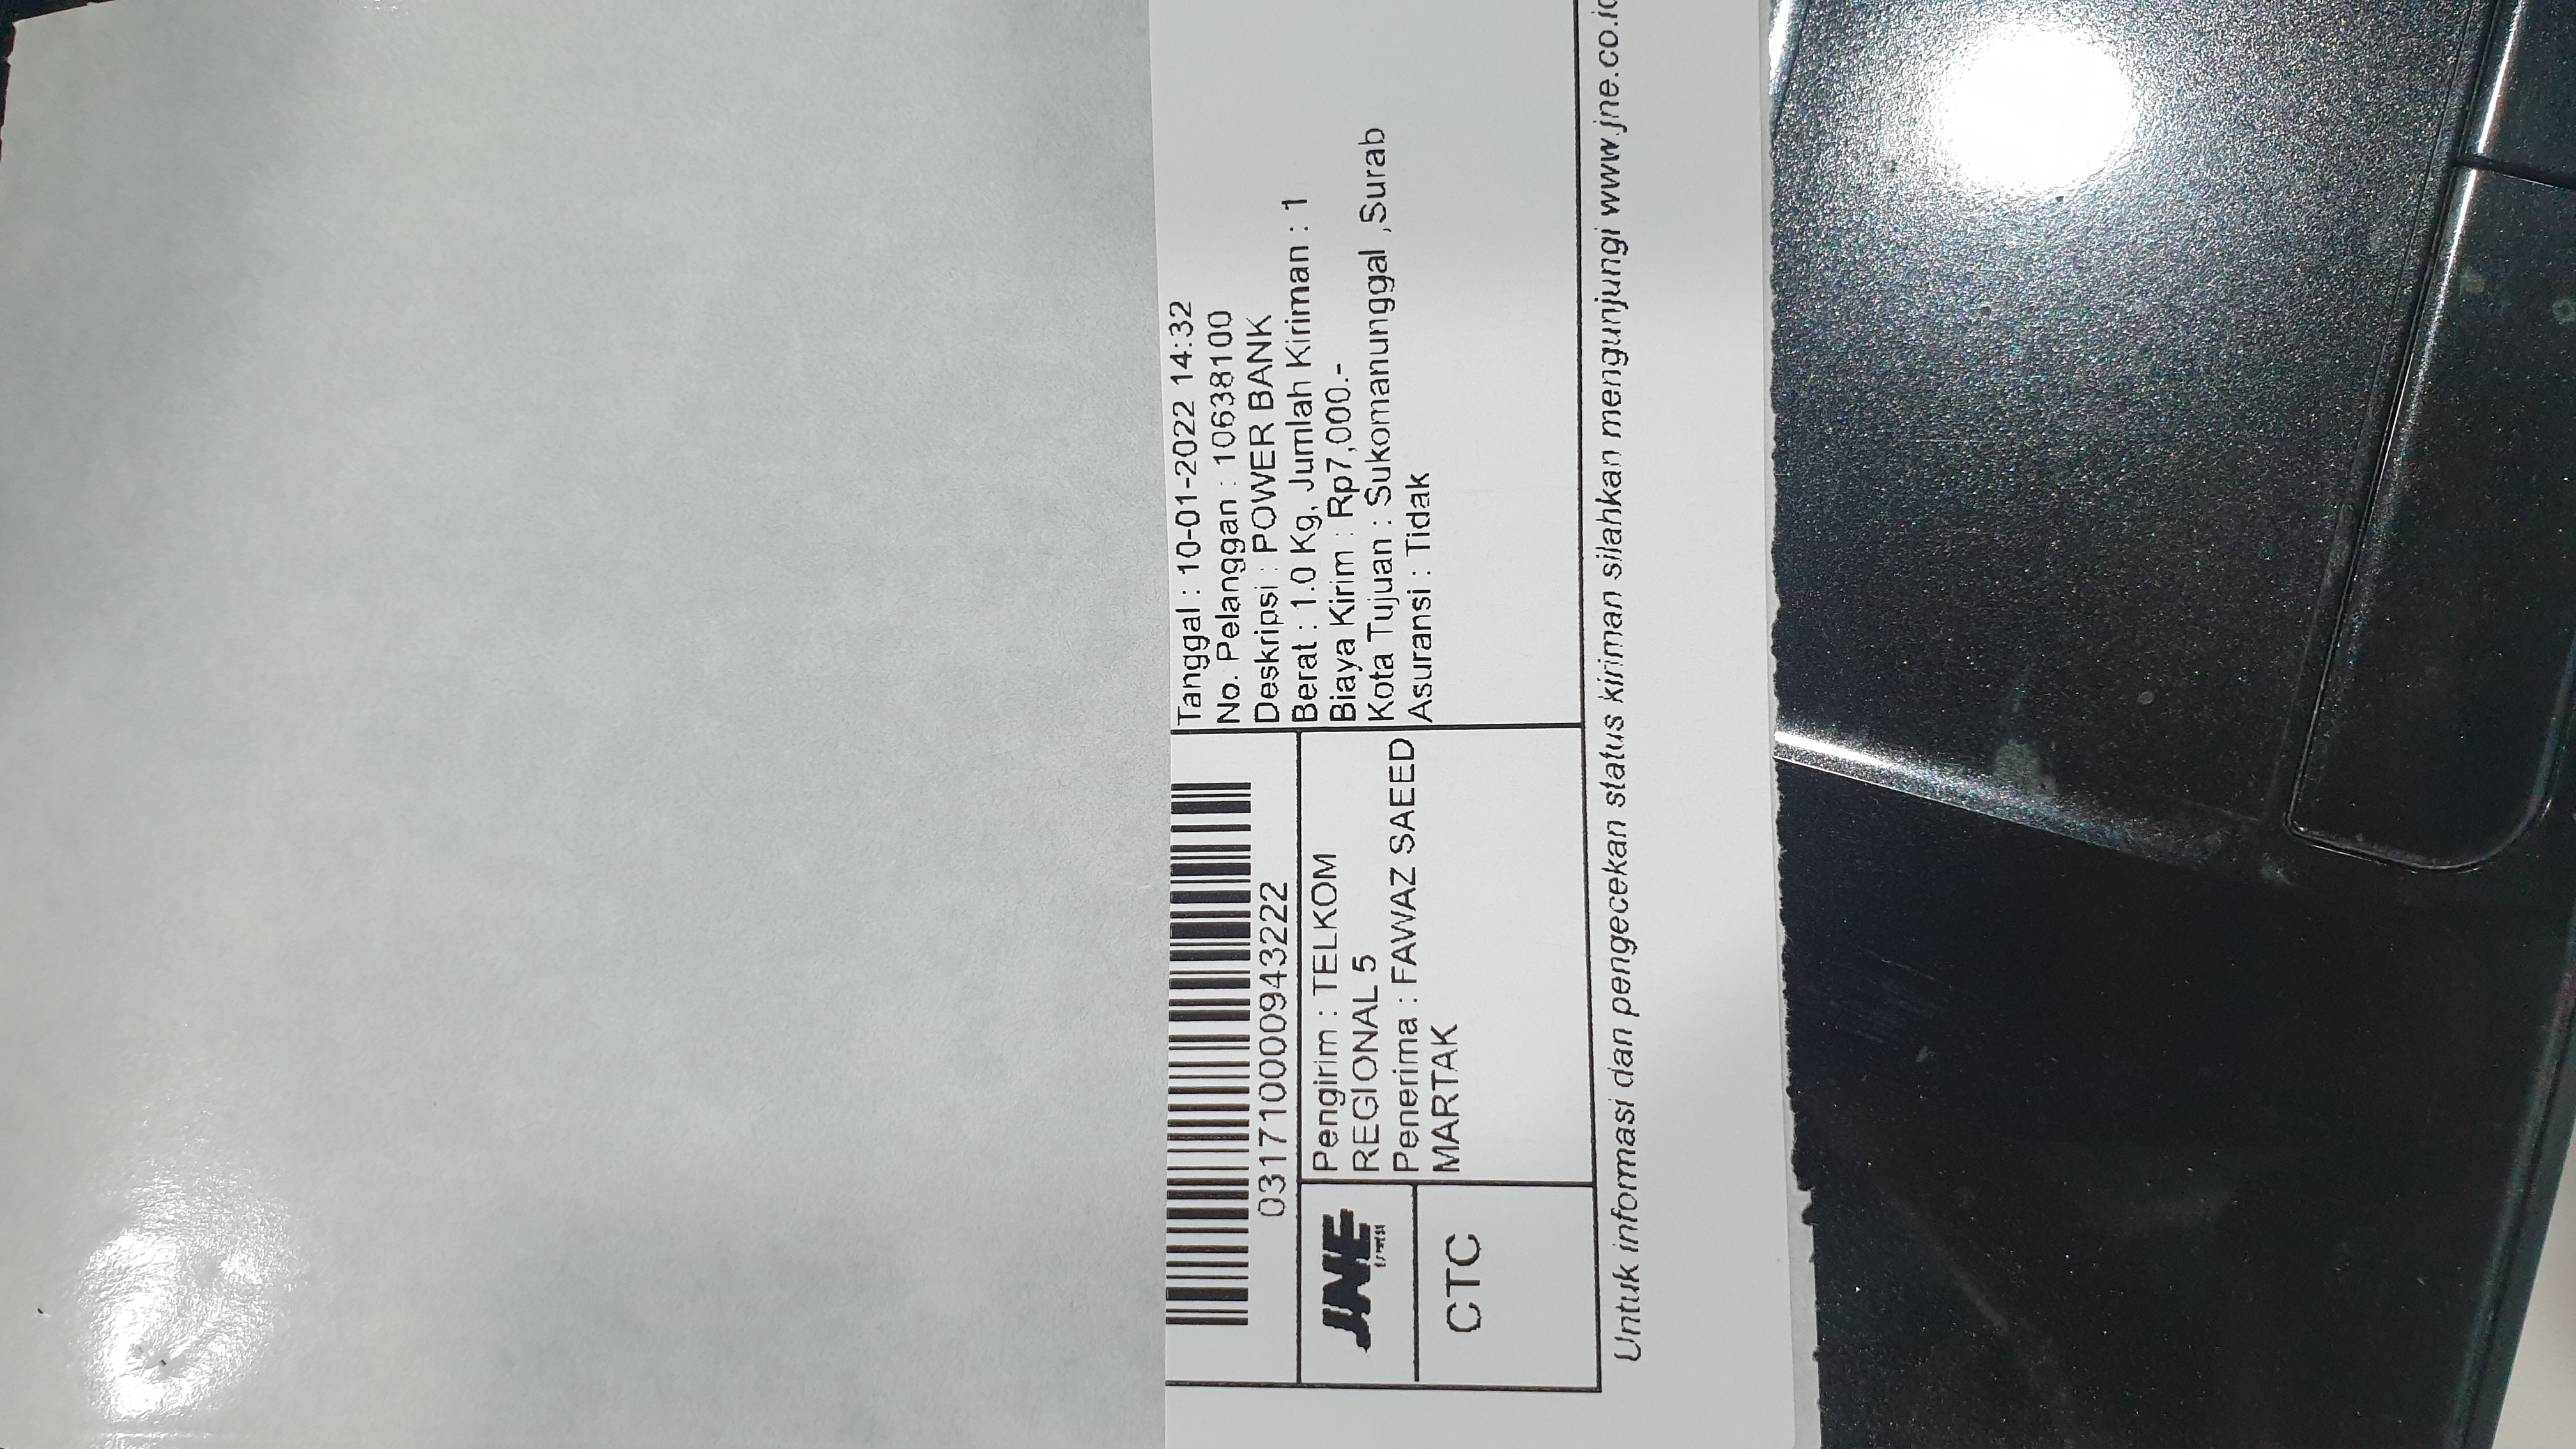 031710000943222
JNE
CTC
Pengirim : TELKOM
REGIONAL 5
Penerima : FAWAZ SAEED
MARTAK
Tanggal : 10-01-2022 14:32
No. Pelanggan : 10638100
Deskripsi : POWER BANK
Berat : 1.0 Kg, Jumlah Kiriman : 1
Biaya Kirim : Rp7,000.-
Kota Tujuan : Sukomanunggal ,Surab
Asuransi : Tidak
Untuk informasi dan pengecekan status kiriman silahkan mengunjungi www.jne.co.id